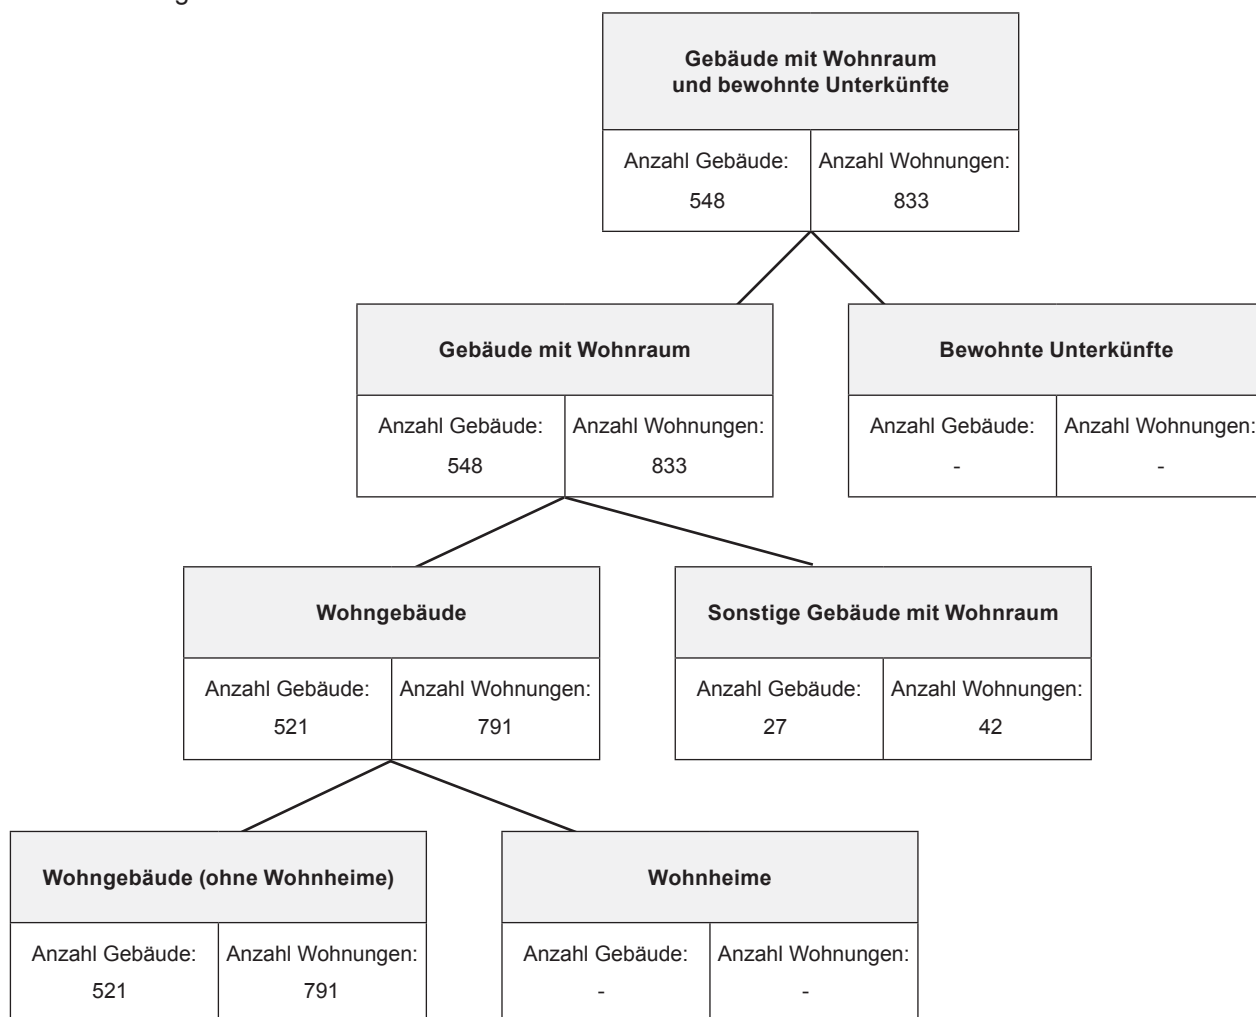 Gebäude mit Wohnraum
und bewohnte Unterkünfte
Anzahl Gebäude:
548
Anzahl Wohnungen:
833
Gebäude mit Wohnraum
Anzahl Gebäude:
548
Anzahl Wohnungen:
833
Bewohnte Unterkünfte
Anzahl Gebäude:
-
Anzahl Wohnungen:
-
Wohngebäude
Anzahl Gebäude:
521
Anzahl Wohnungen:
791
Sonstige Gebäude mit Wohnraum
Anzahl Gebäude:
27
Anzahl Wohnungen:
42
Wohngebäude (ohne Wohnheime)
Anzahl Gebäude:
521
Anzahl Wohnungen:
791
Wohnheime
Anzahl Gebäude:
-
Anzahl Wohnungen:
-